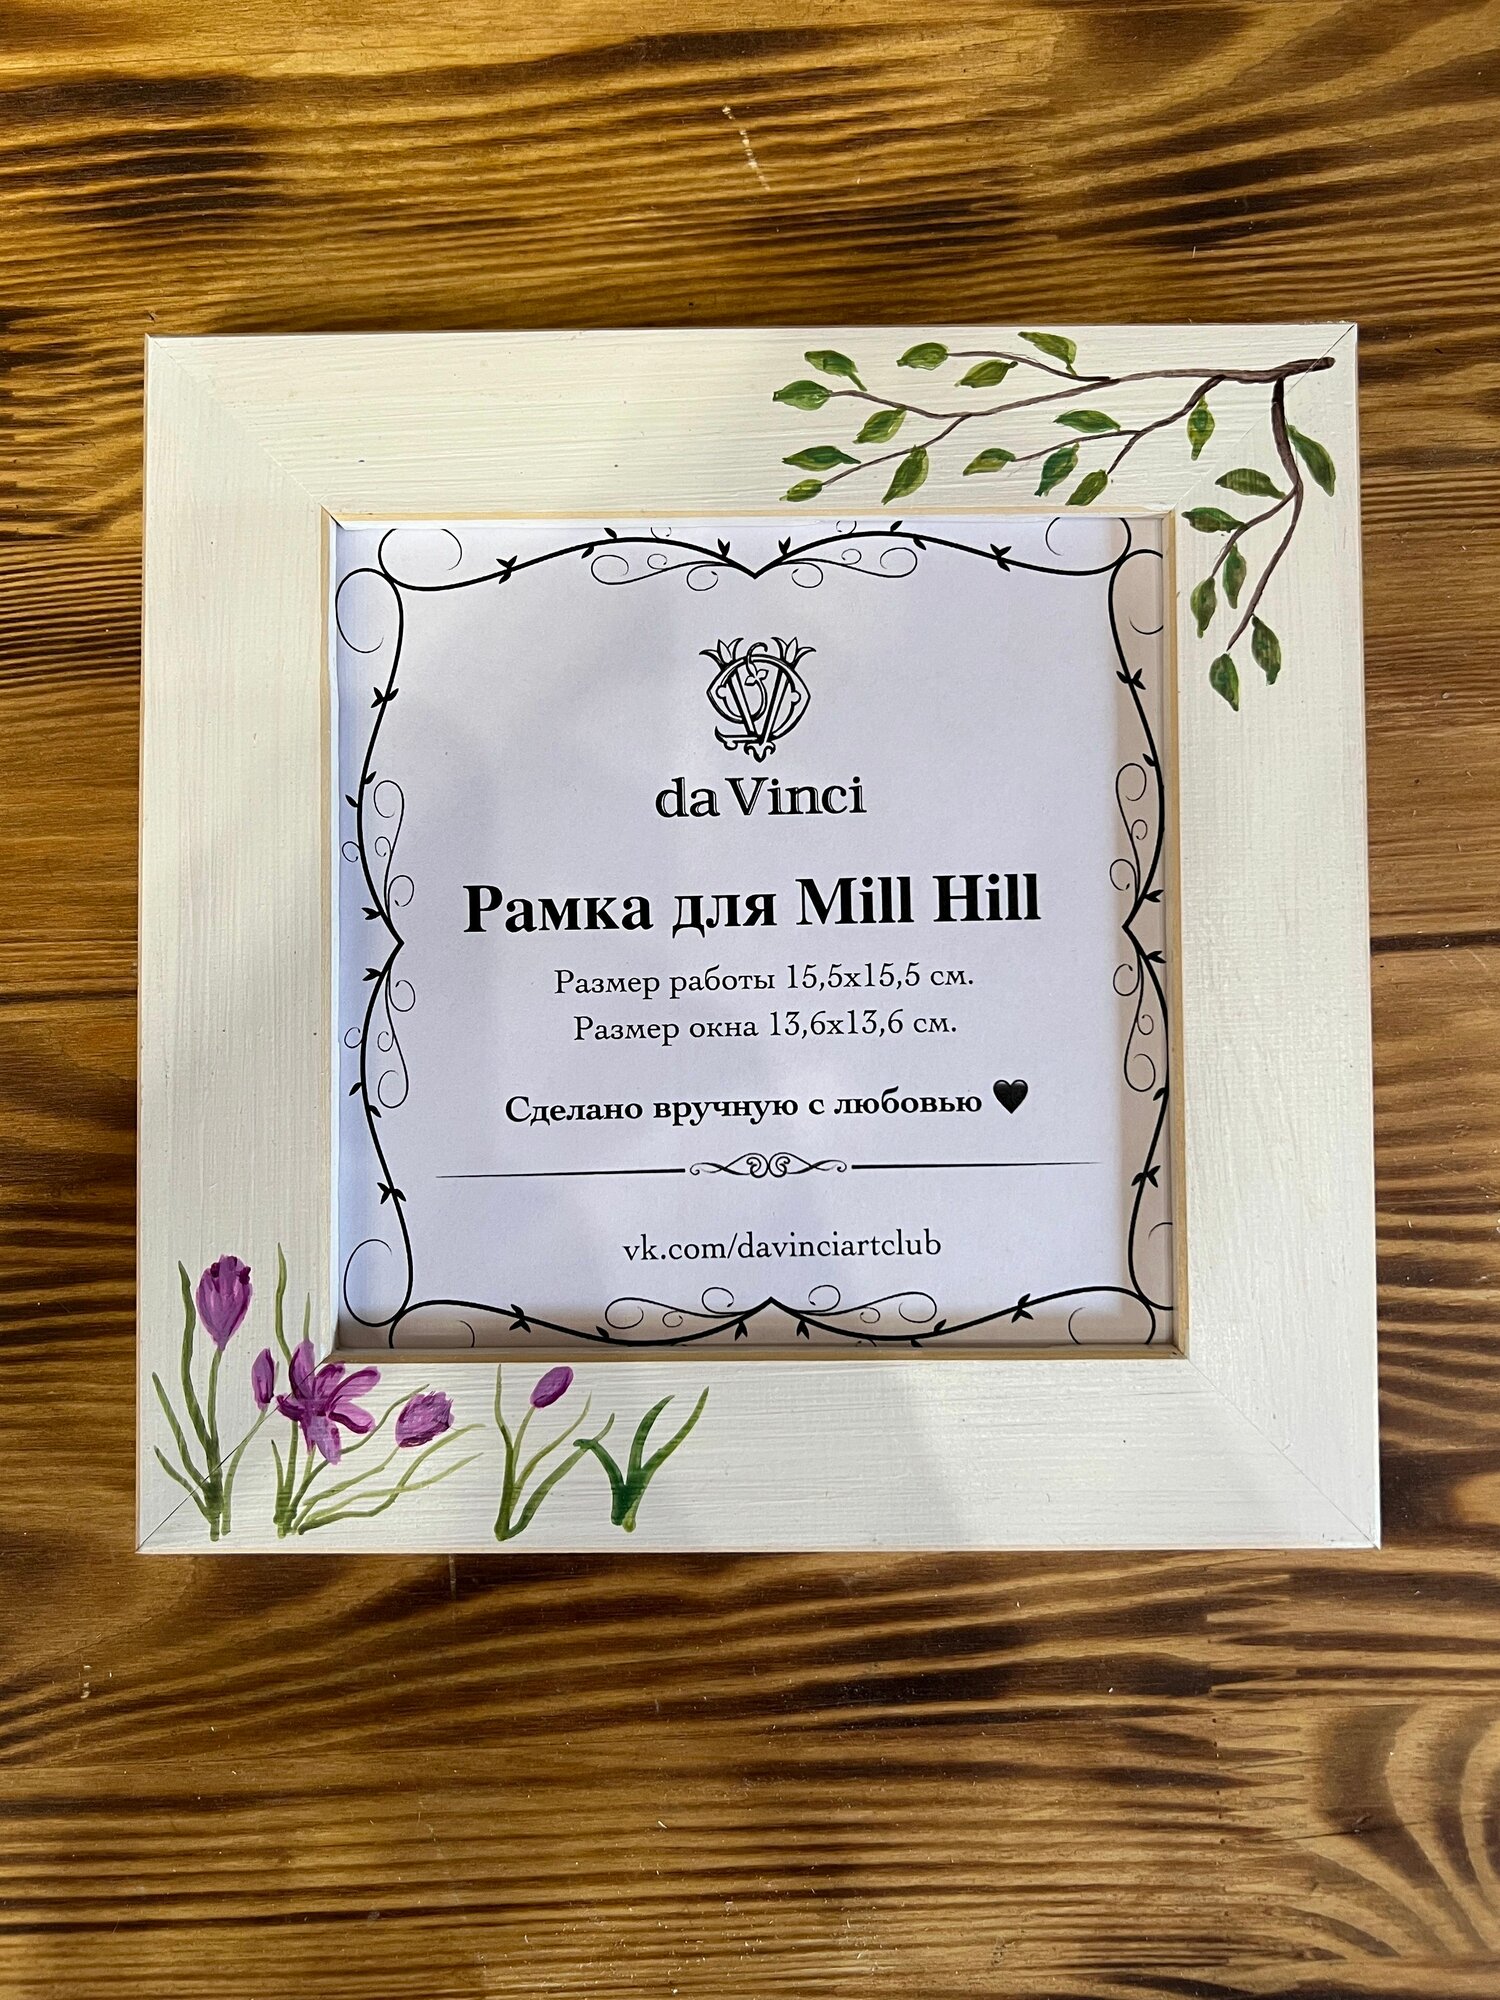 da Vinci
Рамка для Mill Hill
Размер работы 15,5х15,5 см.
Размер окна 13,6х13,6 см.
Сделано вручную с любовью 🖤
vk.com/davinciartclub